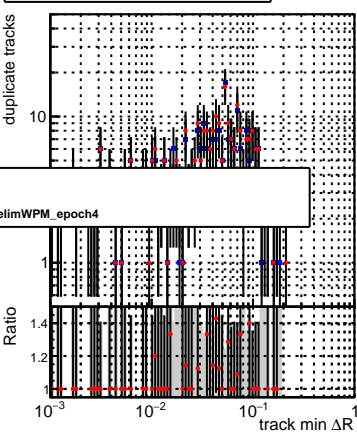 duplicate tracks
10
elimWPM_epoch4
1
Ratio
1.4
1.2
1
10−3 10−2 10−1 1
track min ΔR